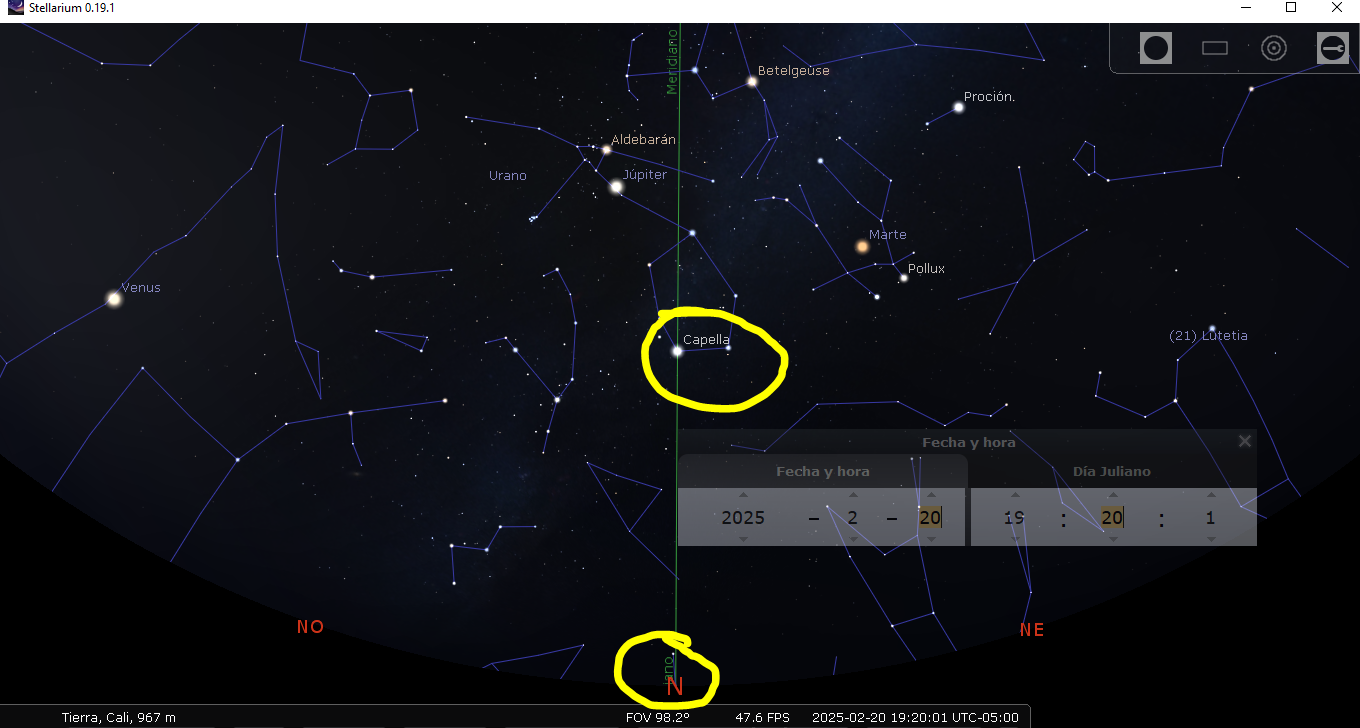 Stellarium 0.19.1
Meridiano
Betelgeuse
Proción.
Aldebarán
Urano
Júpiter
Marte
Pollux
Venus
Capella
(21) Lutetia
Fecha y hora
Fecha y hora
Día Juliano
2025 - 2 - 20
19 : 20 : 1
NO
NE
iano
N
Tierra, Cali, 967 m
FOV 98.2°
47.6 FPS
2025-02-20 19:20:01 UTC-05:00